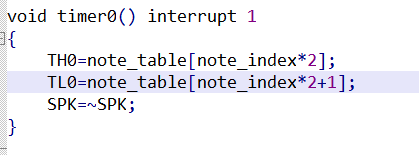 void timer0() interrupt 1
{
TH0=note_table[note_index*2];
TL0=note_table[note_index*2+1];
SPK=~SPK;
}